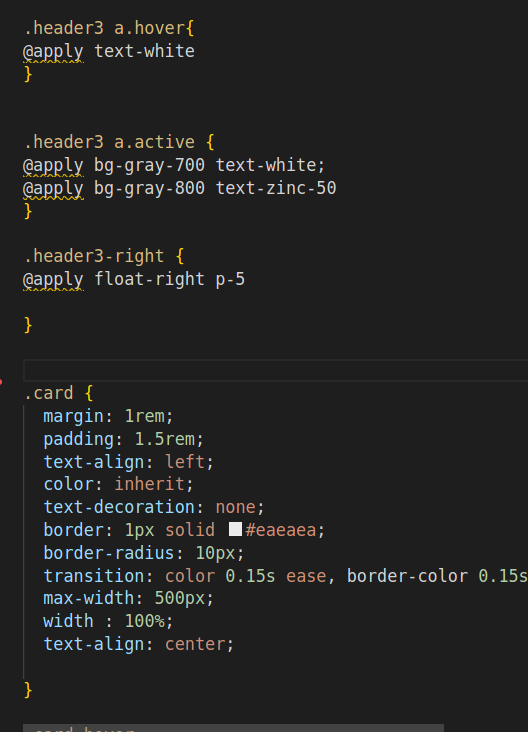 .header3 a.hover{
@apply text-white
}
.header3 a.active {
@apply bg-gray-700 text-white;
@apply bg-gray-800 text-zinc-50
}
.header3-right {
@apply float-right p-5
}
.card {
margin: 1rem;
padding: 1.5rem;
text-align: left;
color: inherit;
text-decoration: none;
border: 1px solid #eaeaea;
border-radius: 10px;
transition: color 0.15s ease, border-color 0.15s
max-width: 500px;
width : 100%;
text-align: center;
}